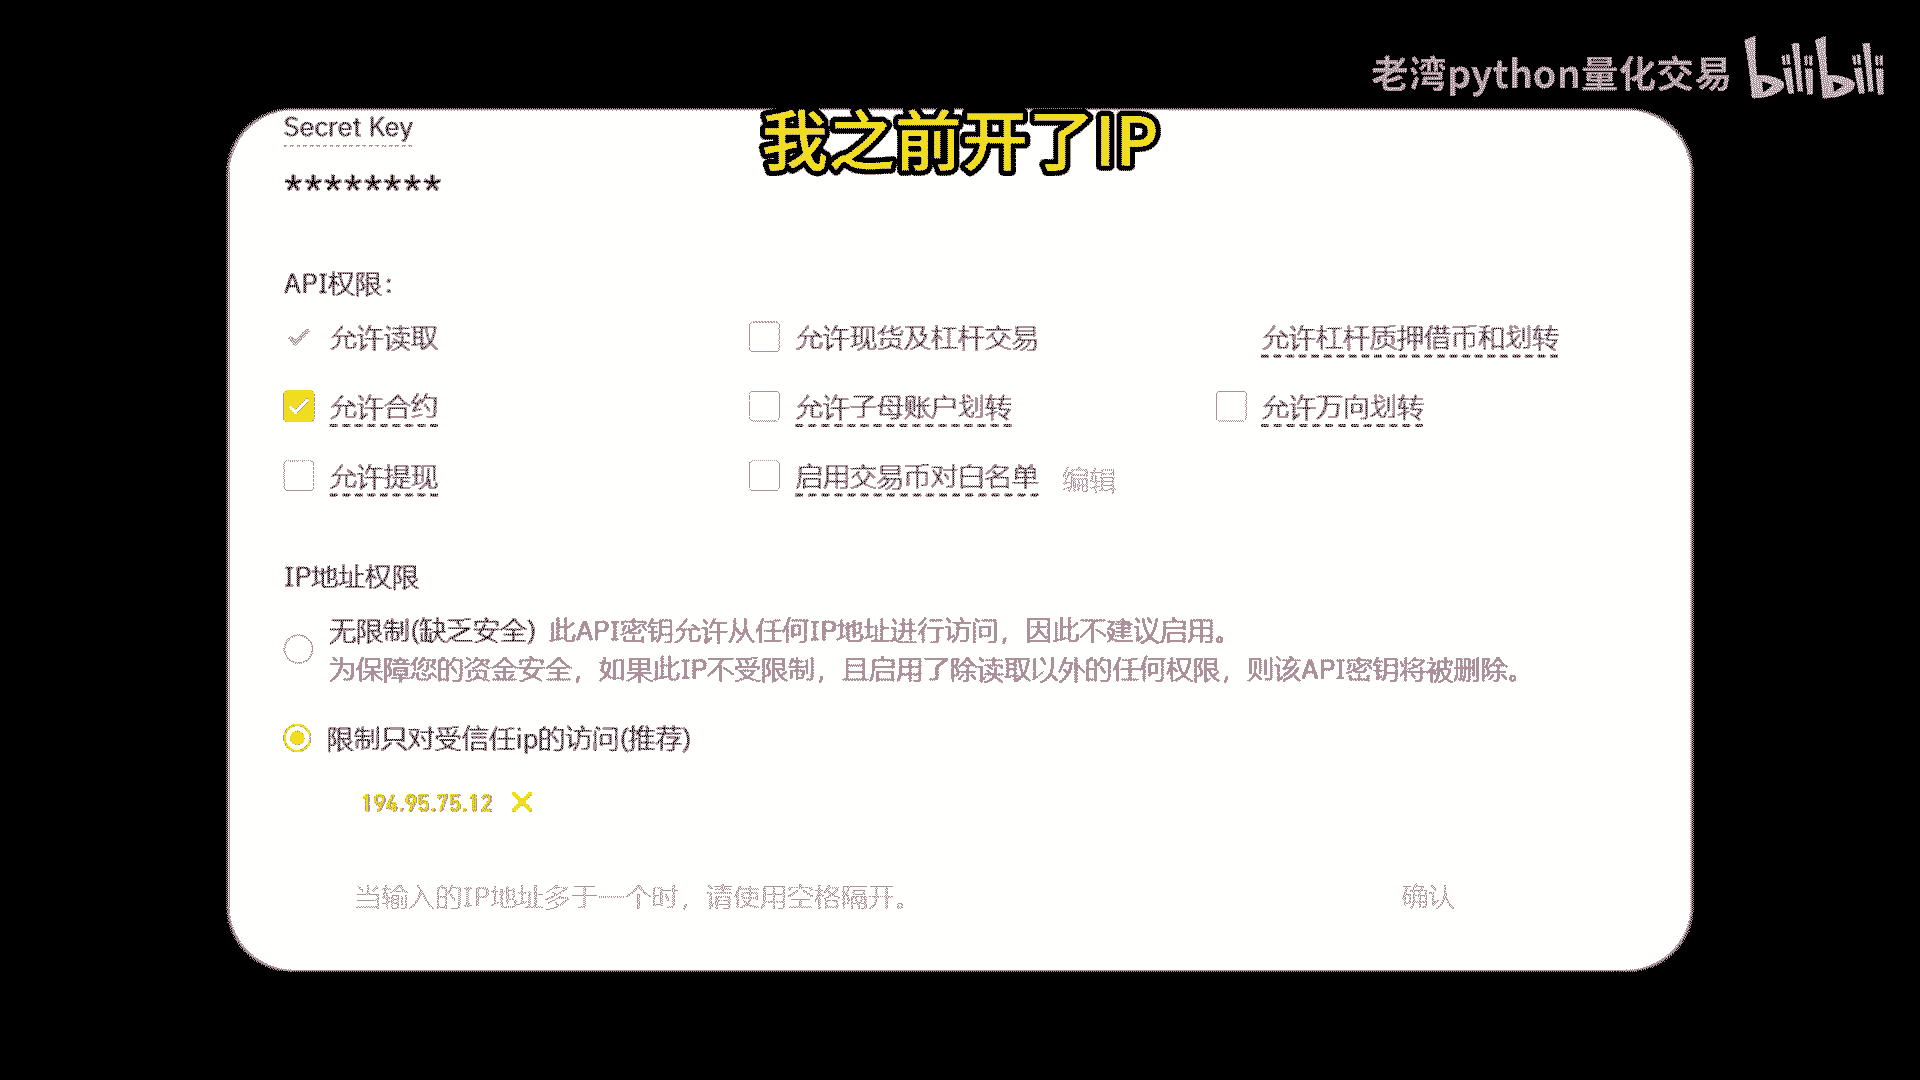 老湾python量化交易 bilibili
我之前开了IP
Secret Key
********
API权限：
允许读取
允许现货及杠杆交易
允许杠杆质押借币和划转
允许合约
允许子母账户划转
允许万向划转
允许提现
启用交易币对白名单 编辑
IP地址权限
无限制(缺乏安全) 此API密钥允许从任何IP地址进行访问，因此不建议启用。
为保障您的资金安全，如果此IP不受限制，且启用了除读取以外的任何权限，则该API密钥将被删除。
限制只对受信任ip的访问(推荐)
194.95.75.12
当输入的IP地址多于一个时，请使用空格隔开。
确认